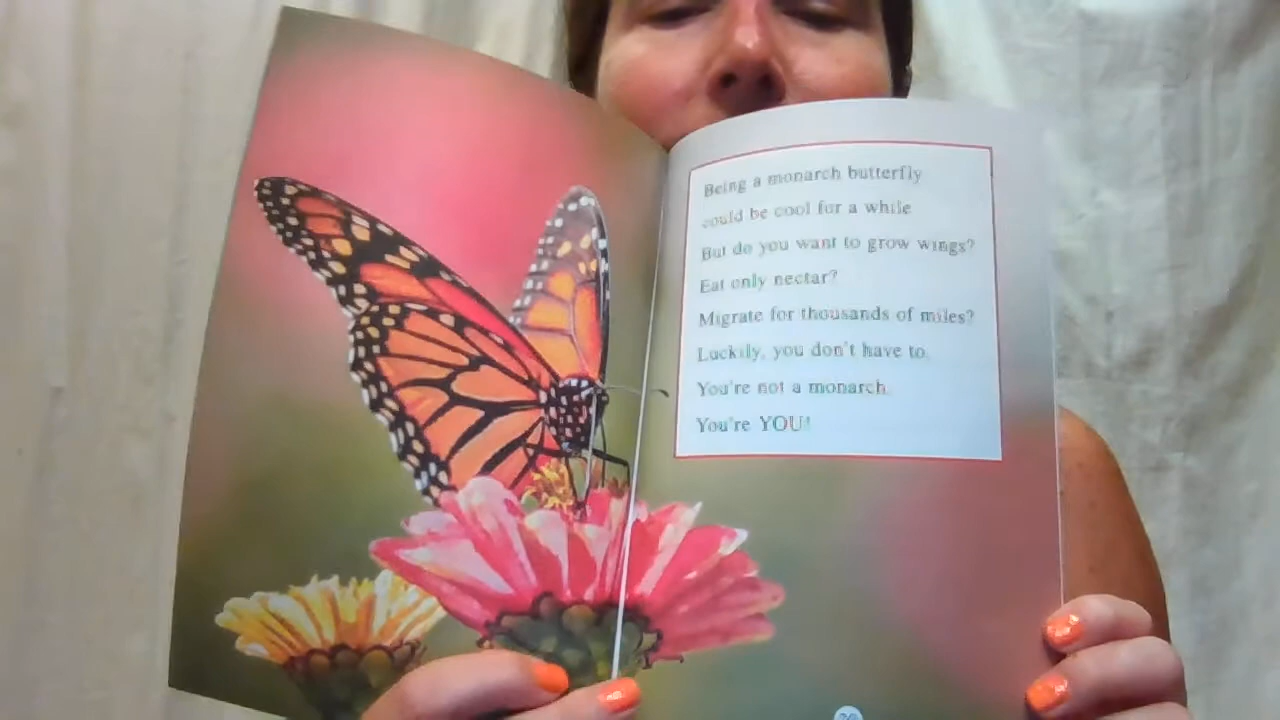 Being a monarch butterfly
could be cool for a while
But do you want to grow wings?
Eat only nectar?
Migrate for thousands of miles?
Luckily, you don't have to.
You're not a monarch.
You're YOU!